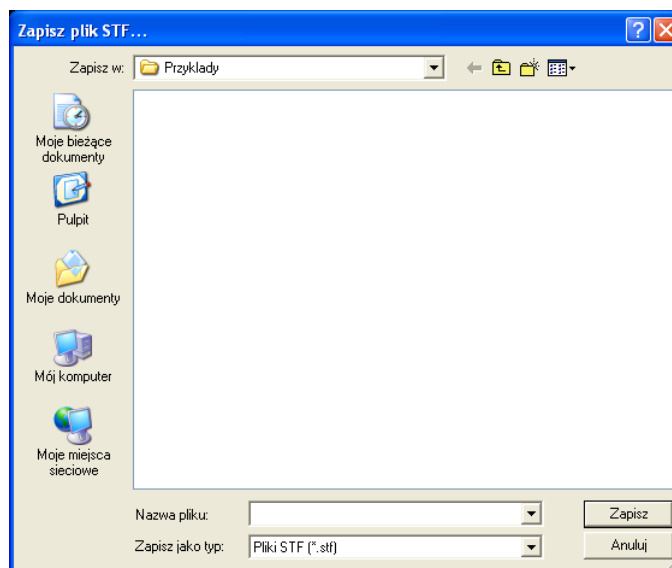 Zapisz plik STF...
Zapisz w: Przyklady
Moje bieżące
dokumenty
Pulpit
Moje dokumenty
Mój komputer
Moje miejsca
sieciowe
Nazwa pliku: Zapisz
Zapisz jako typ: Pliki STF (*.stf) Anuluj